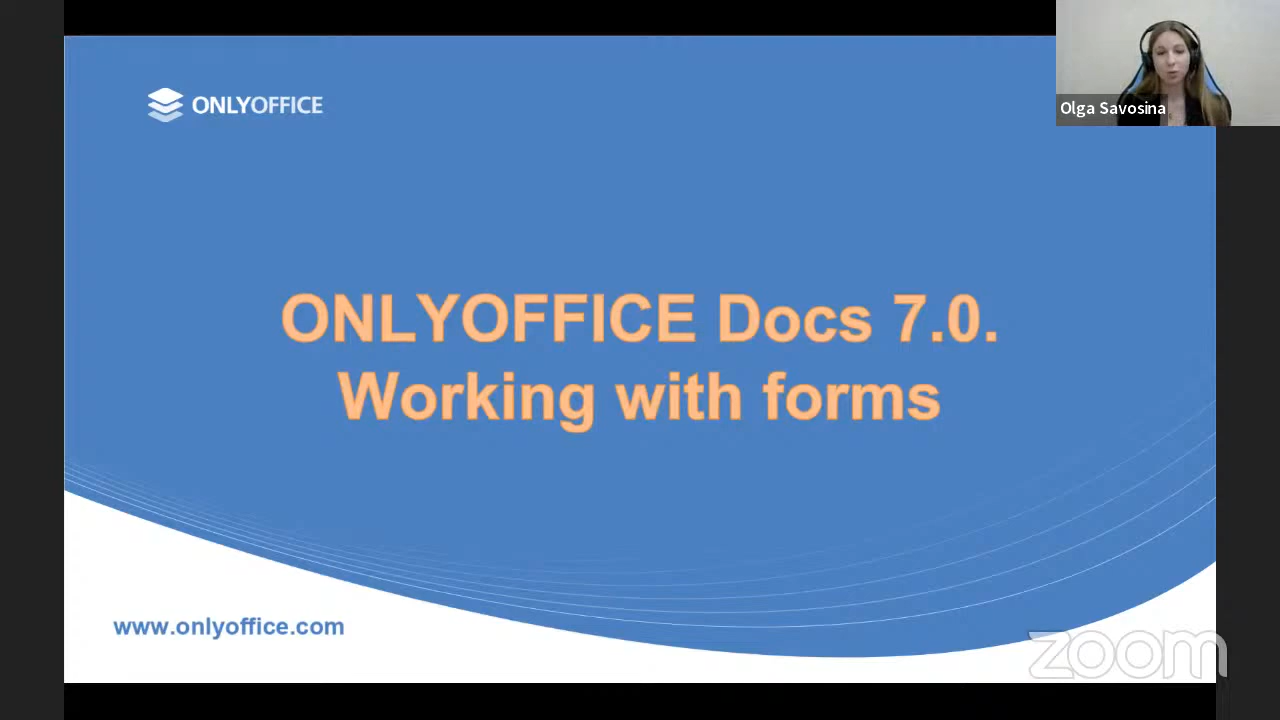 ONLYOFFICE
Olga Savosina
ONLYOFFICE Docs 7.0.
Working with forms
www.onlyoffice.com
zoom